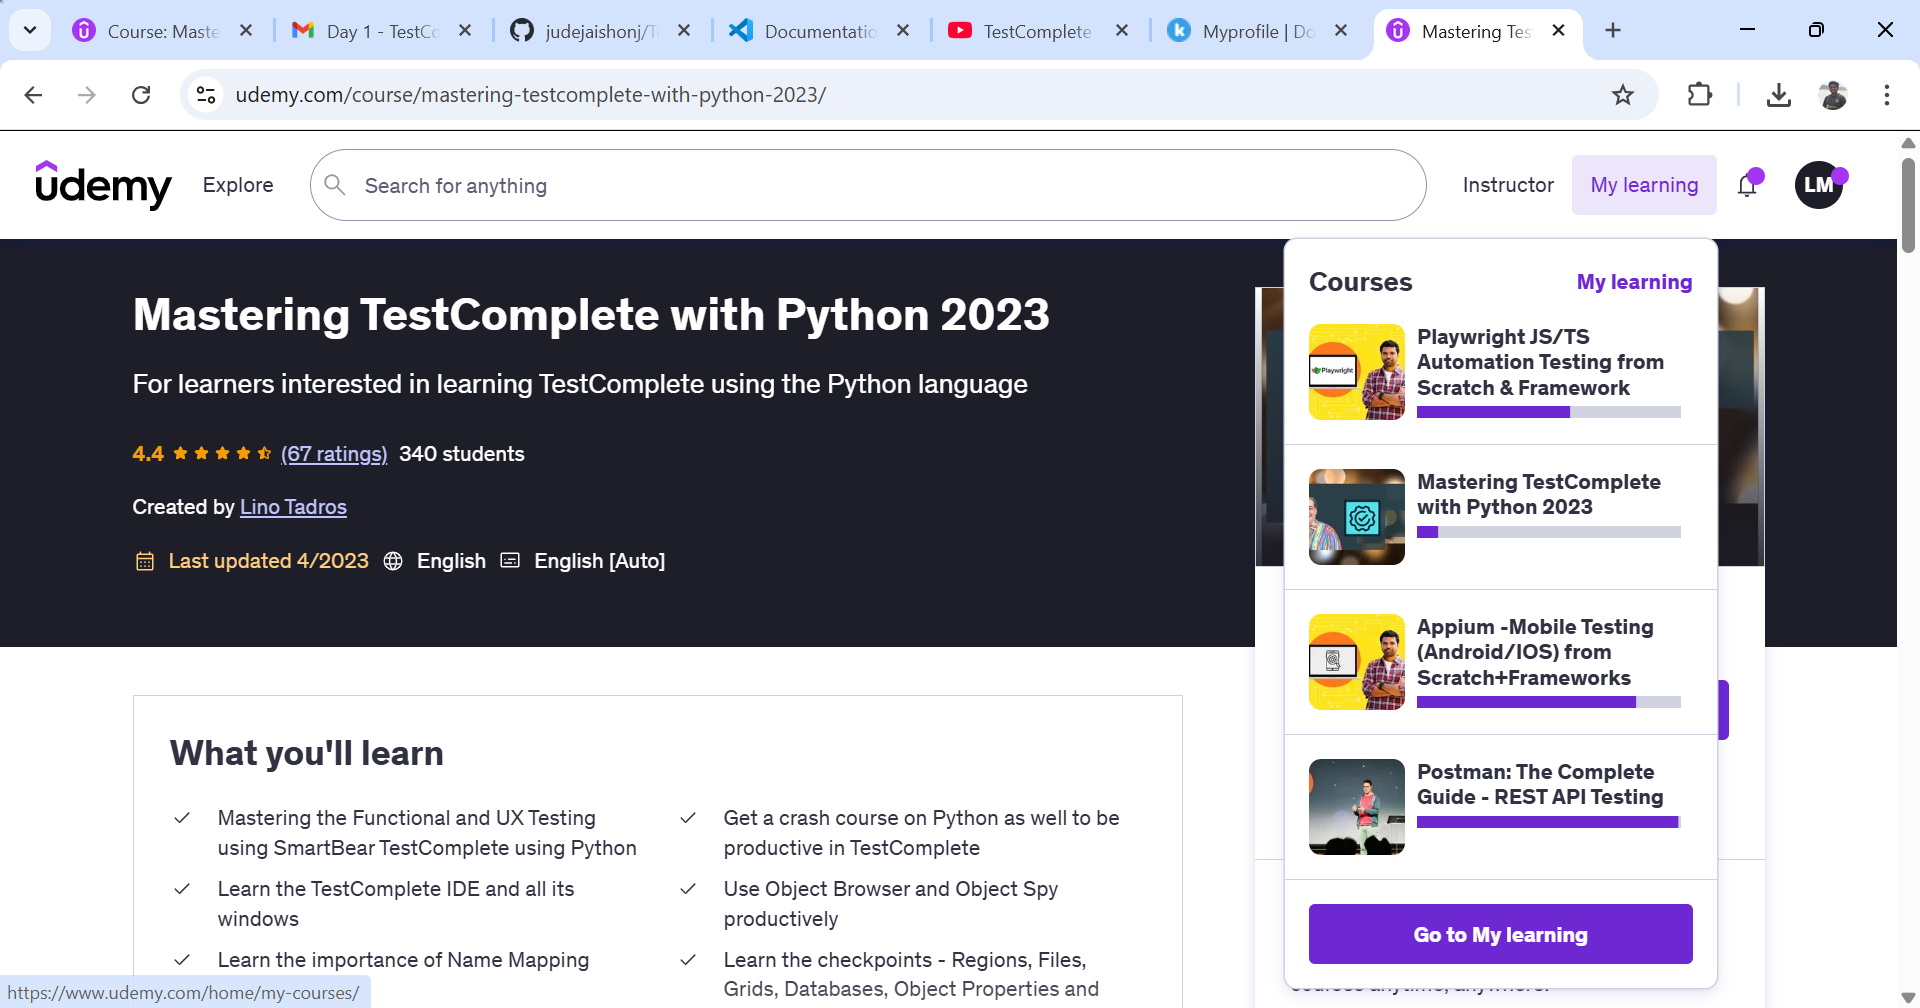 Course: Maste
Day 1 - TestCo
judejaishonj/T
Documentatio
TestComplete
Myprofile | Do
Mastering Tes
udemy.com/course/mastering-testcomplete-with-python-2023/
udemy
Explore
Search for anything
Instructor
My learning
LM
Mastering TestComplete with Python 2023
For learners interested in learning TestComplete using the Python language
4.4 (67 ratings) 340 students
Created by Lino Tadros
Last updated 4/2023 English English [Auto]
Courses My learning
Playwright
Playwright JS/TS
Automation Testing from
Scratch & Framework
Mastering TestComplete
with Python 2023
Appium -Mobile Testing
(Android/IOS) from
Scratch+Frameworks
Postman: The Complete
Guide - REST API Testing
Go to My learning
What you'll learn
Mastering the Functional and UX Testing
using SmartBear TestComplete using Python
Get a crash course on Python as well to be
productive in TestComplete
Learn the TestComplete IDE and all its
windows
Use Object Browser and Object Spy
productively
Learn the importance of Name Mapping
Learn the checkpoints - Regions, Files,
Grids, Databases, Object Properties and
https://www.udemy.com/home/my-courses/